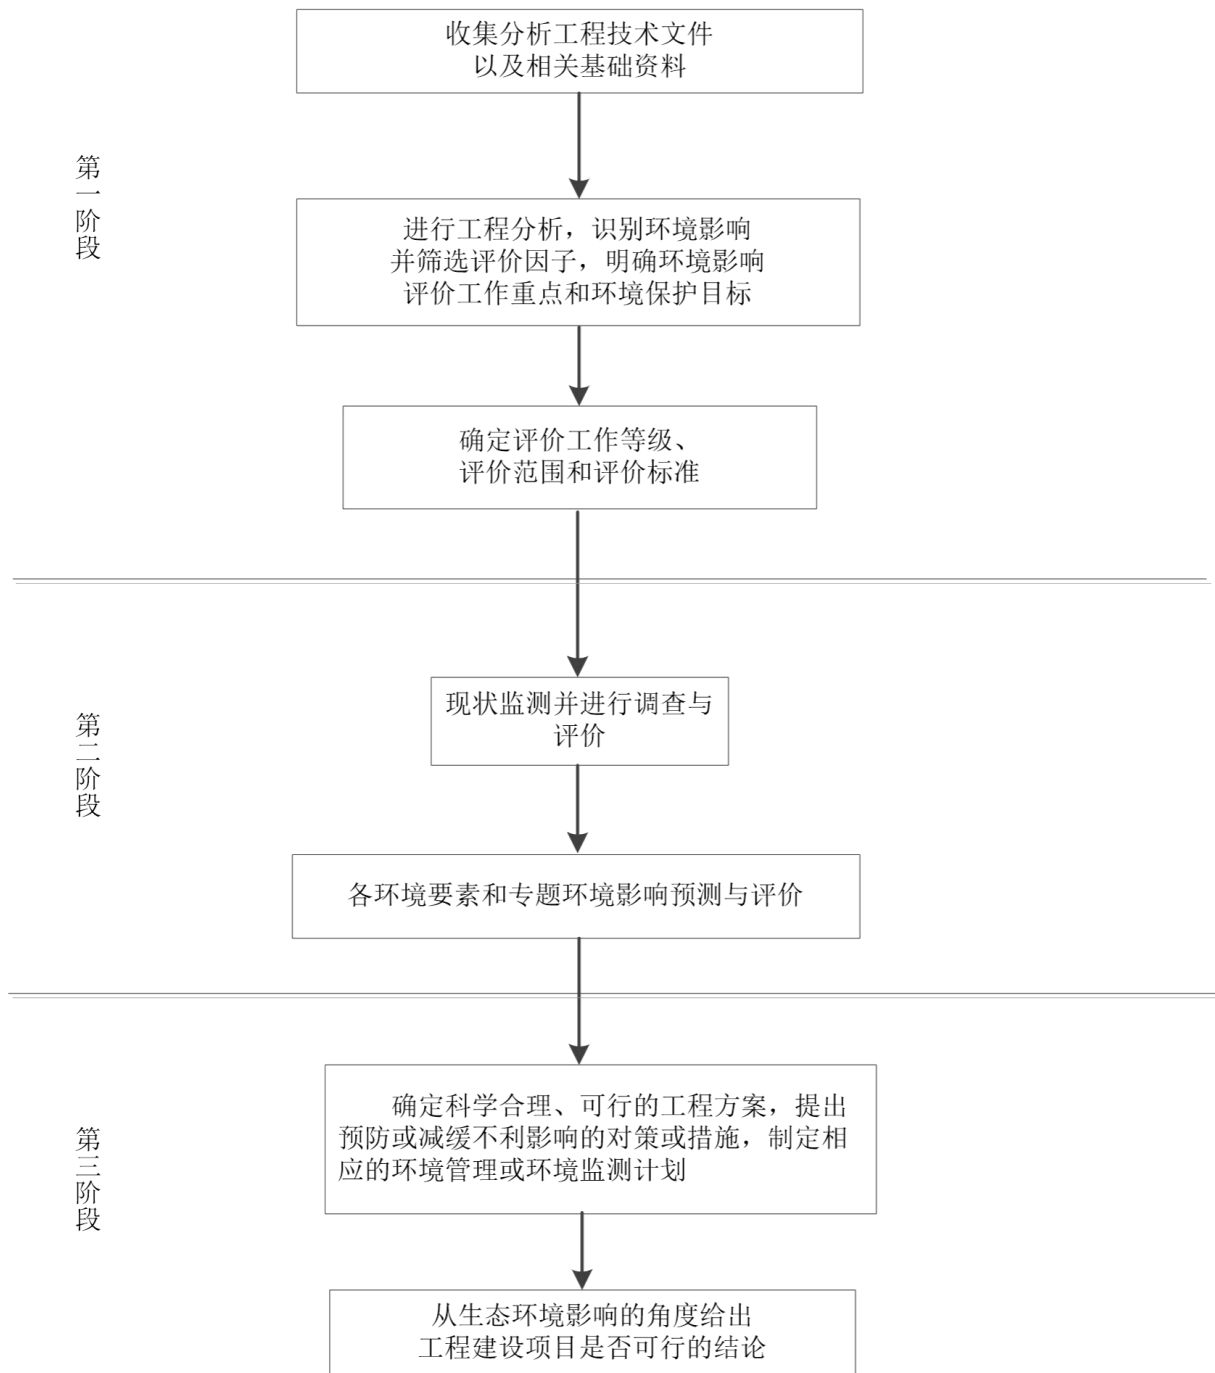 收集分析工程技术文件
以及相关基础资料
第一阶段
进行工程分析，识别环境影响
并筛选评价因子，明确环境影响
评价工作重点和环境保护目标
确定评价工作等级、
评价范围和评价标准
第二阶段
现状监测并进行调查与
评价
各环境要素和专题环境影响预测与评价
第三阶段
确定科学合理、可行的工程方案，提出
预防或减缓不利影响的对策或措施，制定相
应的环境管理或环境监测计划
从生态环境影响的角度给出
工程建设项目是否可行的结论